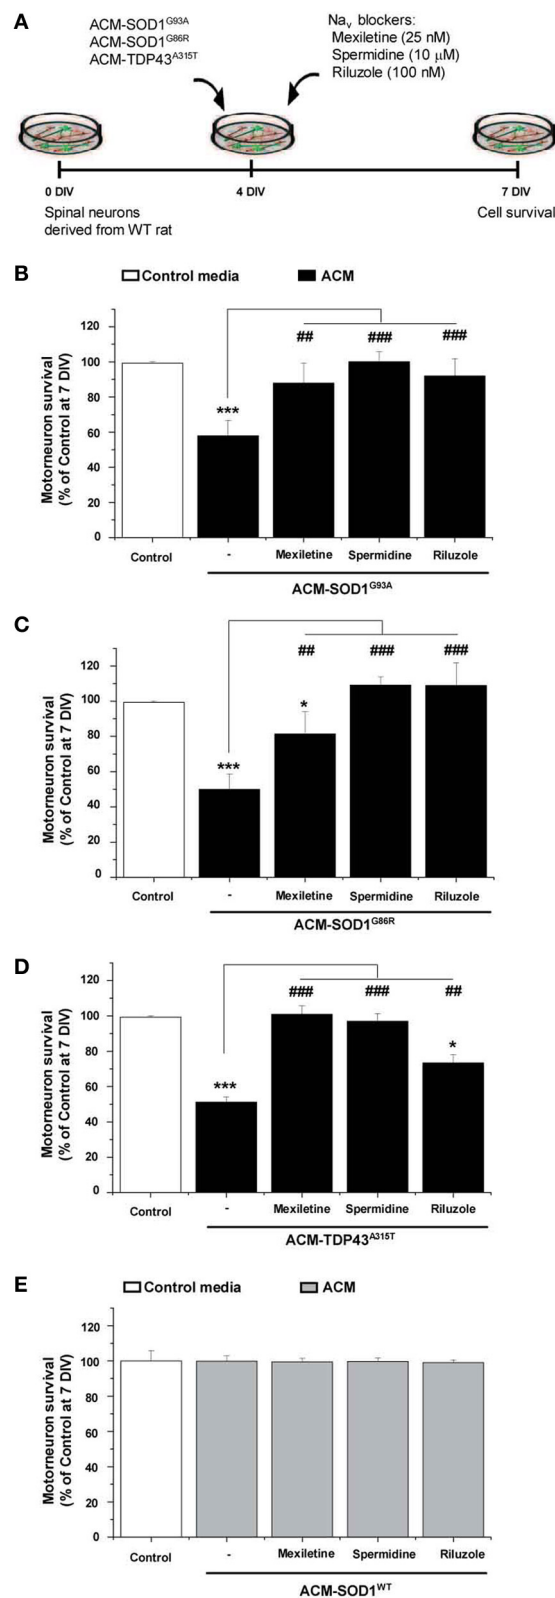 A
ACM-SOD1G93A
ACM-SOD1G86R
ACM-TDP43A315T
Nav blockers:
Mexiletine (25 nM)
Spermidine (10 μM)
Riluzole (100 nM)
0 DIV
4 DIV
7 DIV
Spinal neurons
derived from WT rat
Cell survival
B
Control media
ACM
Motorneuron survival
(% of Control at 7 DIV)
120
100
80
60
40
20
0
***
##
###
###
Control
-
Mexiletine
Spermidine
Riluzole
ACM-SOD1G93A
C
Motorneuron survival
(% of Control at 7 DIV)
120
100
80
60
40
20
0
***
*
##
###
###
Control
-
Mexiletine
Spermidine
Riluzole
ACM-SOD1G86R
D
Motorneuron survival
(% of Control at 7 DIV)
120
100
80
60
40
20
0
***
###
###
##
*
Control
-
Mexiletine
Spermidine
Riluzole
ACM-TDP43A315T
E
Control media
ACM
Motorneuron survival
(% of Control at 7 DIV)
120
100
80
60
40
20
0
Control
-
Mexiletine
Spermidine
Riluzole
ACM-SOD1WT